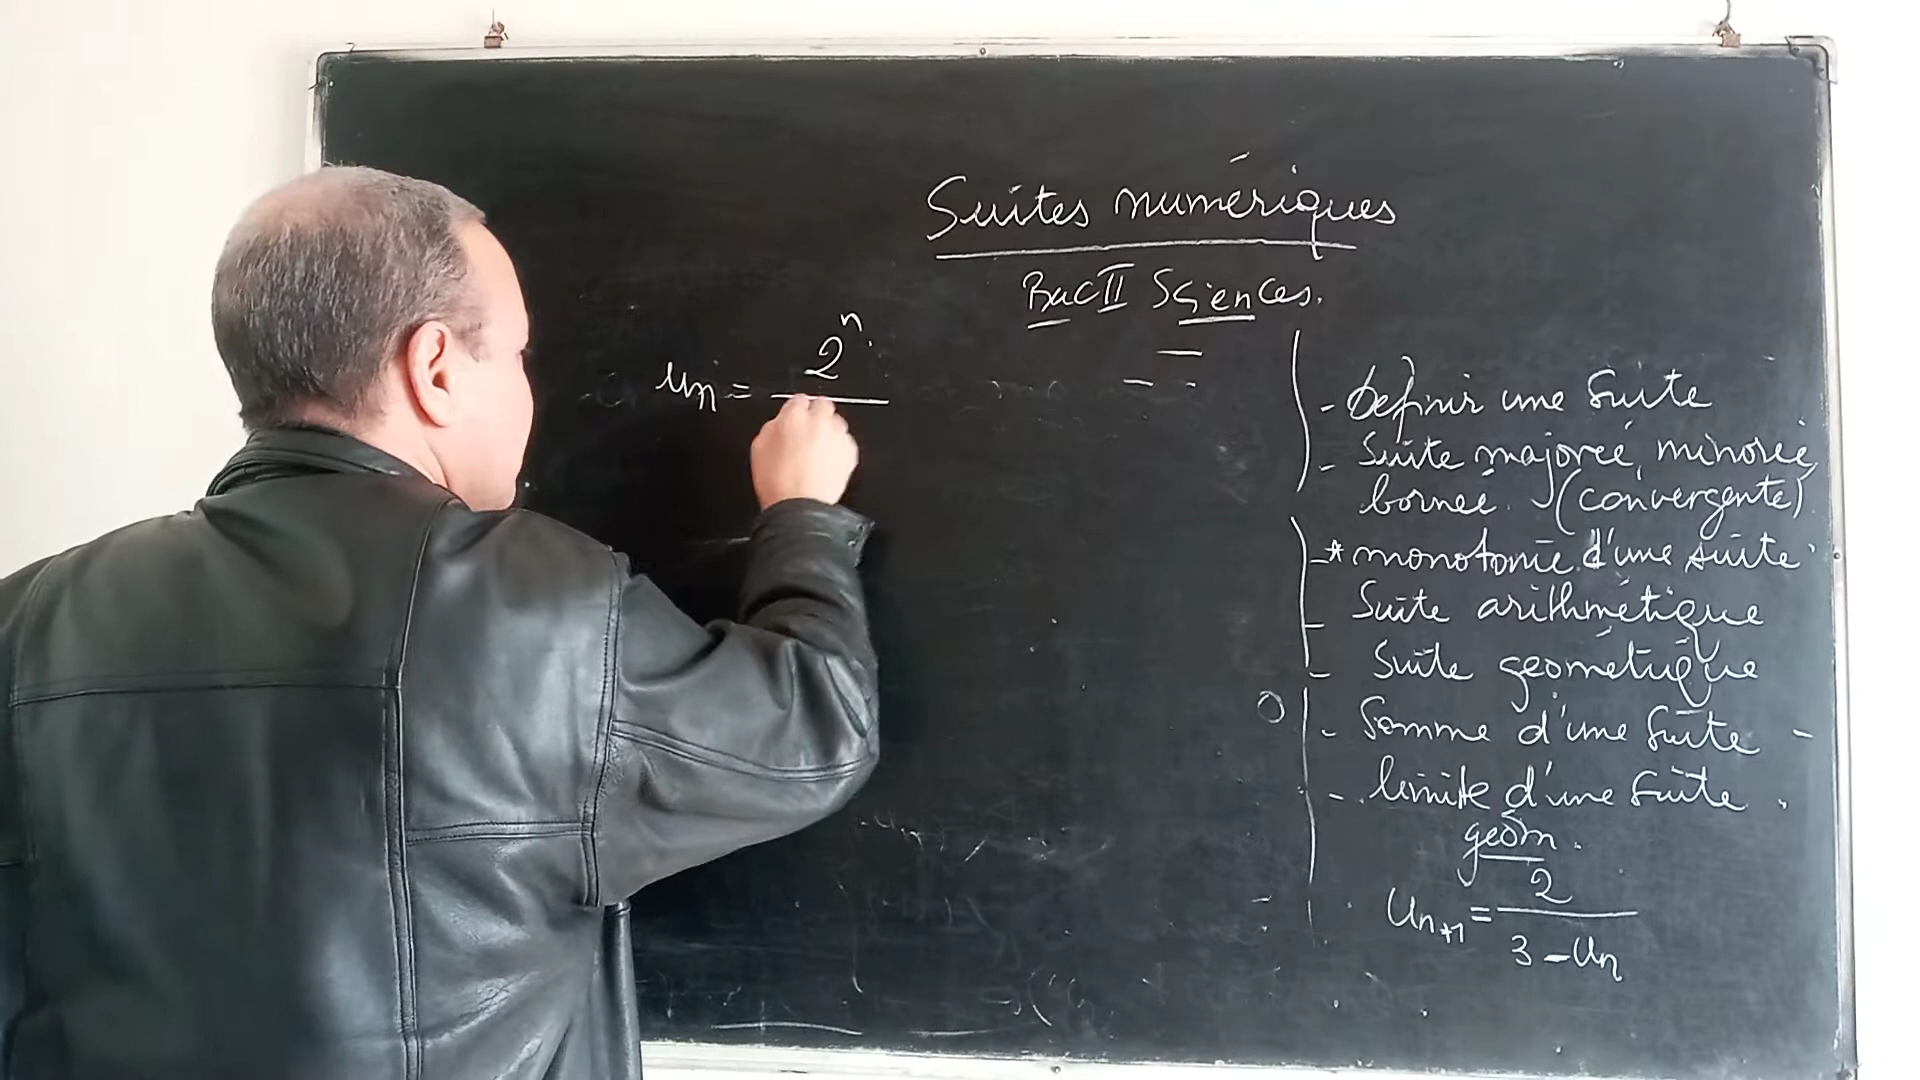 Suites numériques
Bac II Sciences.
un = 2^n
- Définir une suite
- Suite majorée, minorée,
bornée. (convergente)
-* monotonie d'une suite
- Suite arithmétique
- Suite géométrique
- Somme d'une suite -
- limite d'une suite.
géom.
Un+1 = 2 / 3 - Un